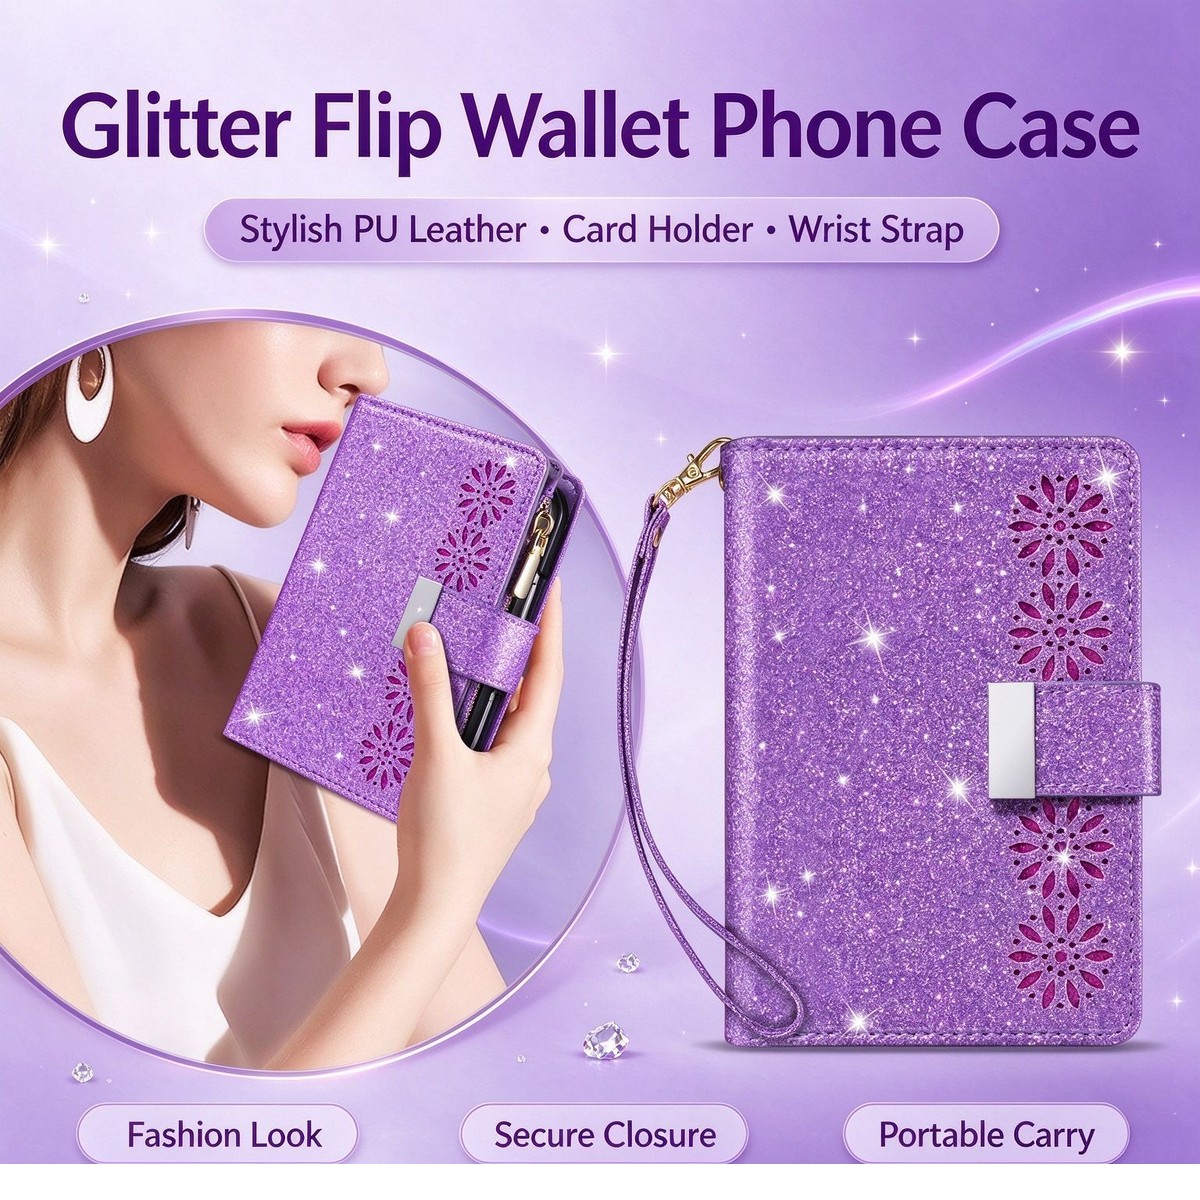 Glitter Flip Wallet Phone Case
Stylish PU Leather • Card Holder • Wrist Strap
Fashion Look
Secure Closure
Portable Carry